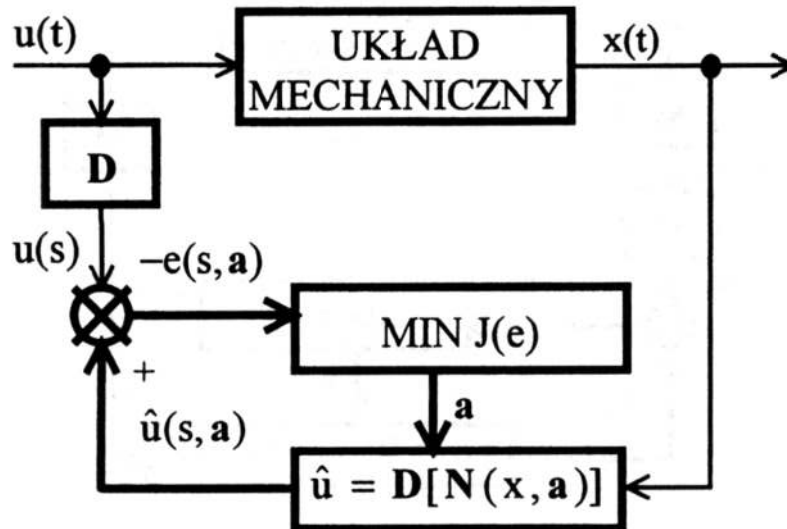 u(t)
UKŁAD
MECHANICZNY
x(t)
D
u(s)
−e(s, a)
MIN J(e)
+
a
û(s, a)
û = D[N(x, a)]